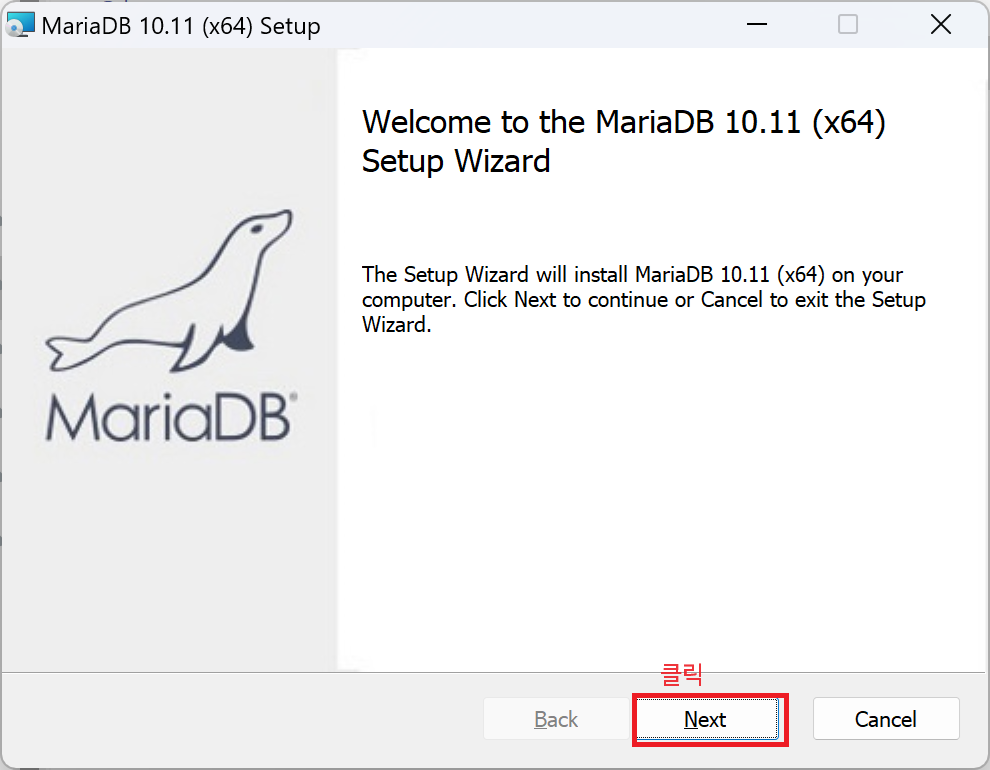 MariaDB 10.11 (x64) Setup
Welcome to the MariaDB 10.11 (x64)
Setup Wizard
The Setup Wizard will install MariaDB 10.11 (x64) on your
computer. Click Next to continue or Cancel to exit the Setup
Wizard.
MariaDB®
클릭
Back
Next
Cancel